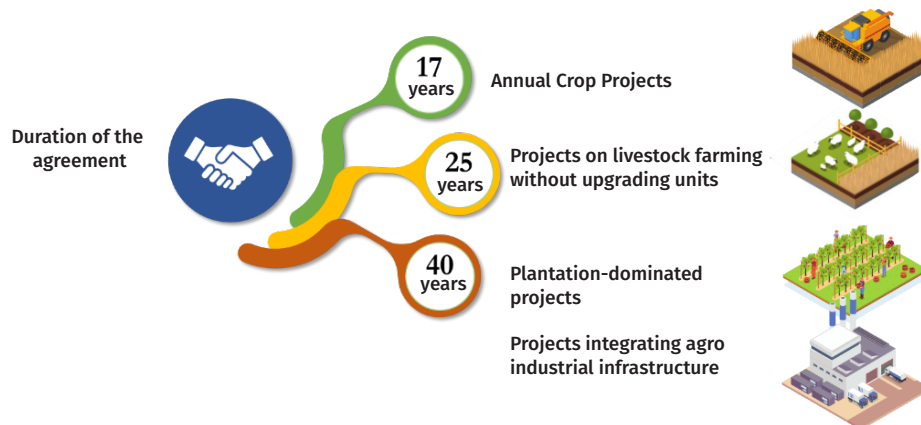 Duration of the
agreement
17
years
Annual Crop Projects
25
years
Projects on livestock farming
without upgrading units
40
years
Plantation-dominated
projects
Projects integrating agro
industrial infrastructure